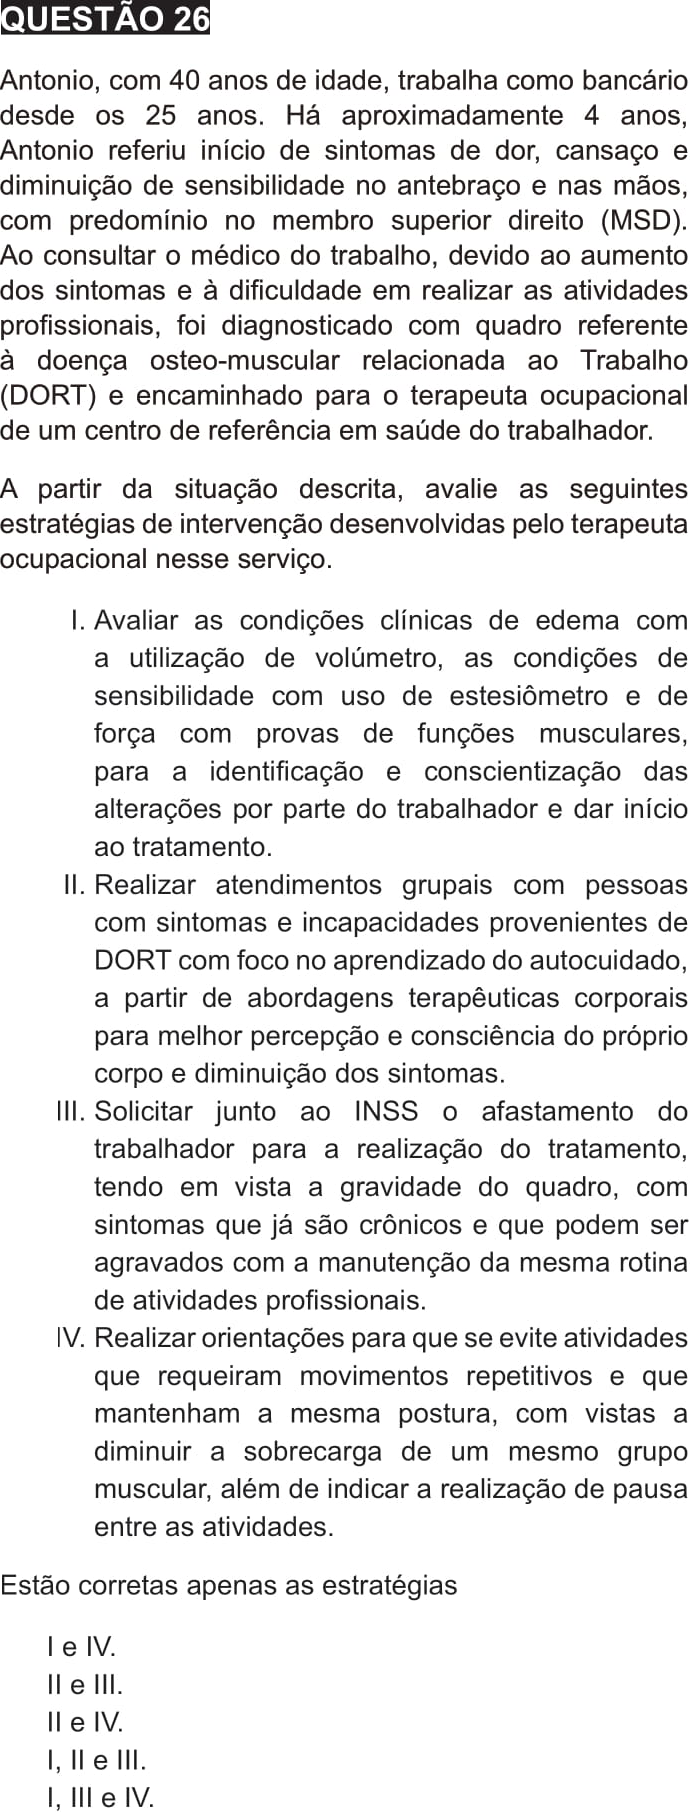 QUESTÃO 26
Antonio, com 40 anos de idade, trabalha como bancário
desde os 25 anos. Há aproximadamente 4 anos,
Antonio referiu início de sintomas de dor, cansaço e
diminuição de sensibilidade no antebraço e nas mãos,
com predomínio no membro superior direito (MSD).
Ao consultar o médico do trabalho, devido ao aumento
dos sintomas e à dificuldade em realizar as atividades
profissionais, foi diagnosticado com quadro referente
à doença osteo-muscular relacionada ao Trabalho
(DORT) e encaminhado para o terapeuta ocupacional
de um centro de referência em saúde do trabalhador.
A partir da situação descrita, avalie as seguintes
estratégias de intervenção desenvolvidas pelo terapeuta
ocupacional nesse serviço.
I. Avaliar as condições clínicas de edema com
a utilização de volúmetro, as condições de
sensibilidade com uso de estesiômetro e de
força com provas de funções musculares,
para a identificação e conscientização das
alterações por parte do trabalhador e dar início
ao tratamento.
II. Realizar atendimentos grupais com pessoas
com sintomas e incapacidades provenientes de
DORT com foco no aprendizado do autocuidado,
a partir de abordagens terapêuticas corporais
para melhor percepção e consciência do próprio
corpo e diminuição dos sintomas.
III. Solicitar junto ao INSS o afastamento do
trabalhador para a realização do tratamento,
tendo em vista a gravidade do quadro, com
sintomas que já são crônicos e que podem ser
agravados com a manutenção da mesma rotina
de atividades profissionais.
IV. Realizar orientações para que se evite atividades
que requeiram movimentos repetitivos e que
mantenham a mesma postura, com vistas a
diminuir a sobrecarga de um mesmo grupo
muscular, além de indicar a realização de pausa
entre as atividades.
Estão corretas apenas as estratégias
I e IV.
II e III.
II e IV.
I, II e III.
I, III e IV.